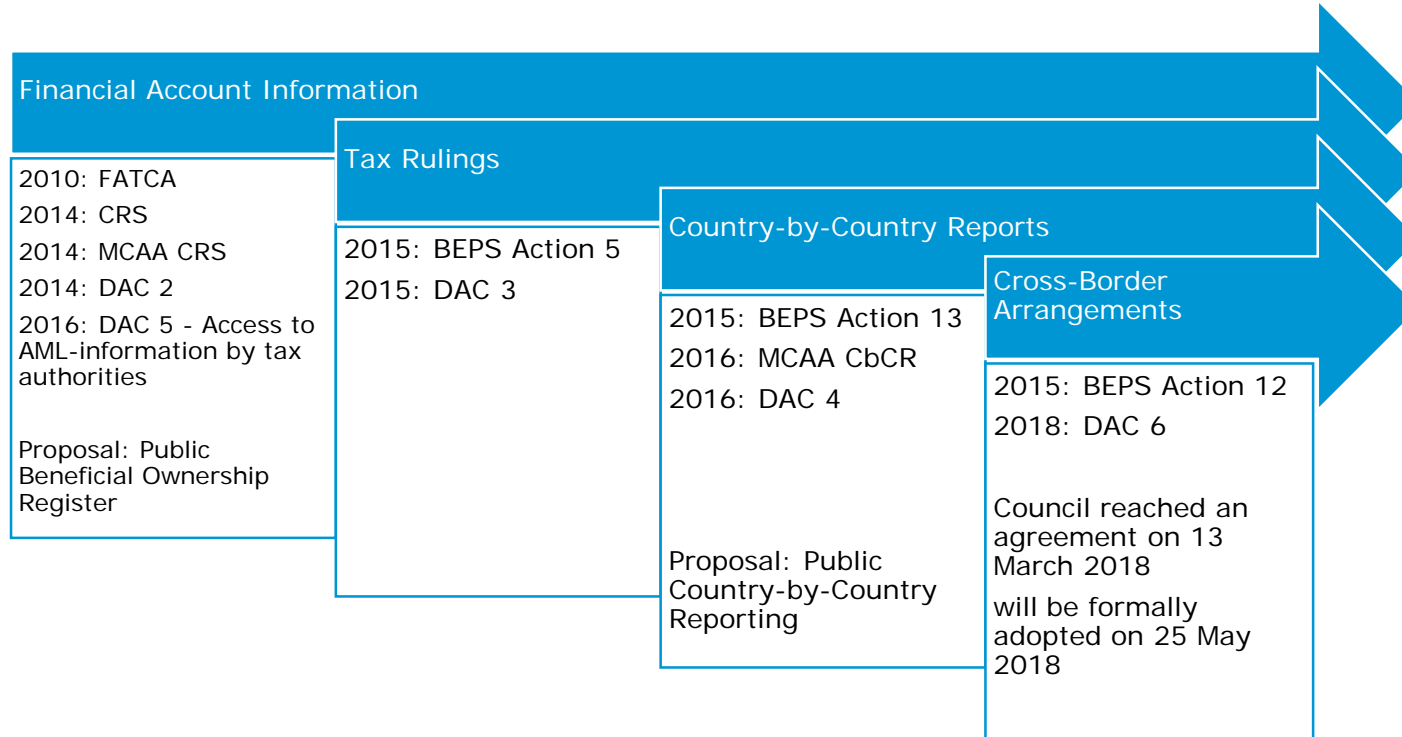 Financial Account Information
2010: FATCA
2014: CRS
2014: MCAA CRS
2014: DAC 2
2016: DAC 5 - Access to
AML-information by tax
authorities
Proposal: Public
Beneficial Ownership
Register
Tax Rulings
2015: BEPS Action 5
2015: DAC 3
Country-by-Country Reports
2015: BEPS Action 13
2016: MCAA CbCR
2016: DAC 4
Proposal: Public
Country-by-Country
Reporting
Cross-Border
Arrangements
2015: BEPS Action 12
2018: DAC 6
Council reached an
agreement on 13
March 2018
will be formally
adopted on 25 May
2018